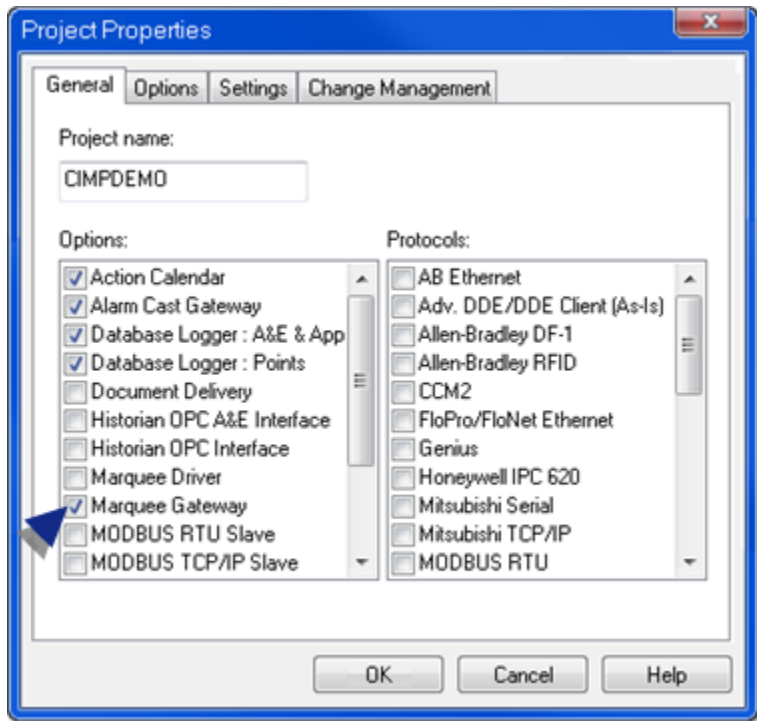 Project Properties
General Options Settings Change Management
Project name:
CIMPDEMO
Options:
Action Calendar
Alarm Cast Gateway
Database Logger : A&E & App
Database Logger : Points
Document Delivery
Historian OPC A&E Interface
Historian OPC Interface
Marquee Driver
Marquee Gateway
MODBUS RTU Slave
MODBUS TCP/IP Slave
Protocols:
AB Ethernet
Adv. DDE/DDE Client (As-Is)
Allen-Bradley DF-1
Allen-Bradley RFID
CCM2
FloPro/FloNet Ethernet
Genius
Honeywell IPC 620
Mitsubishi Serial
Mitsubishi TCP/IP
MODBUS RTU
OK Cancel Help